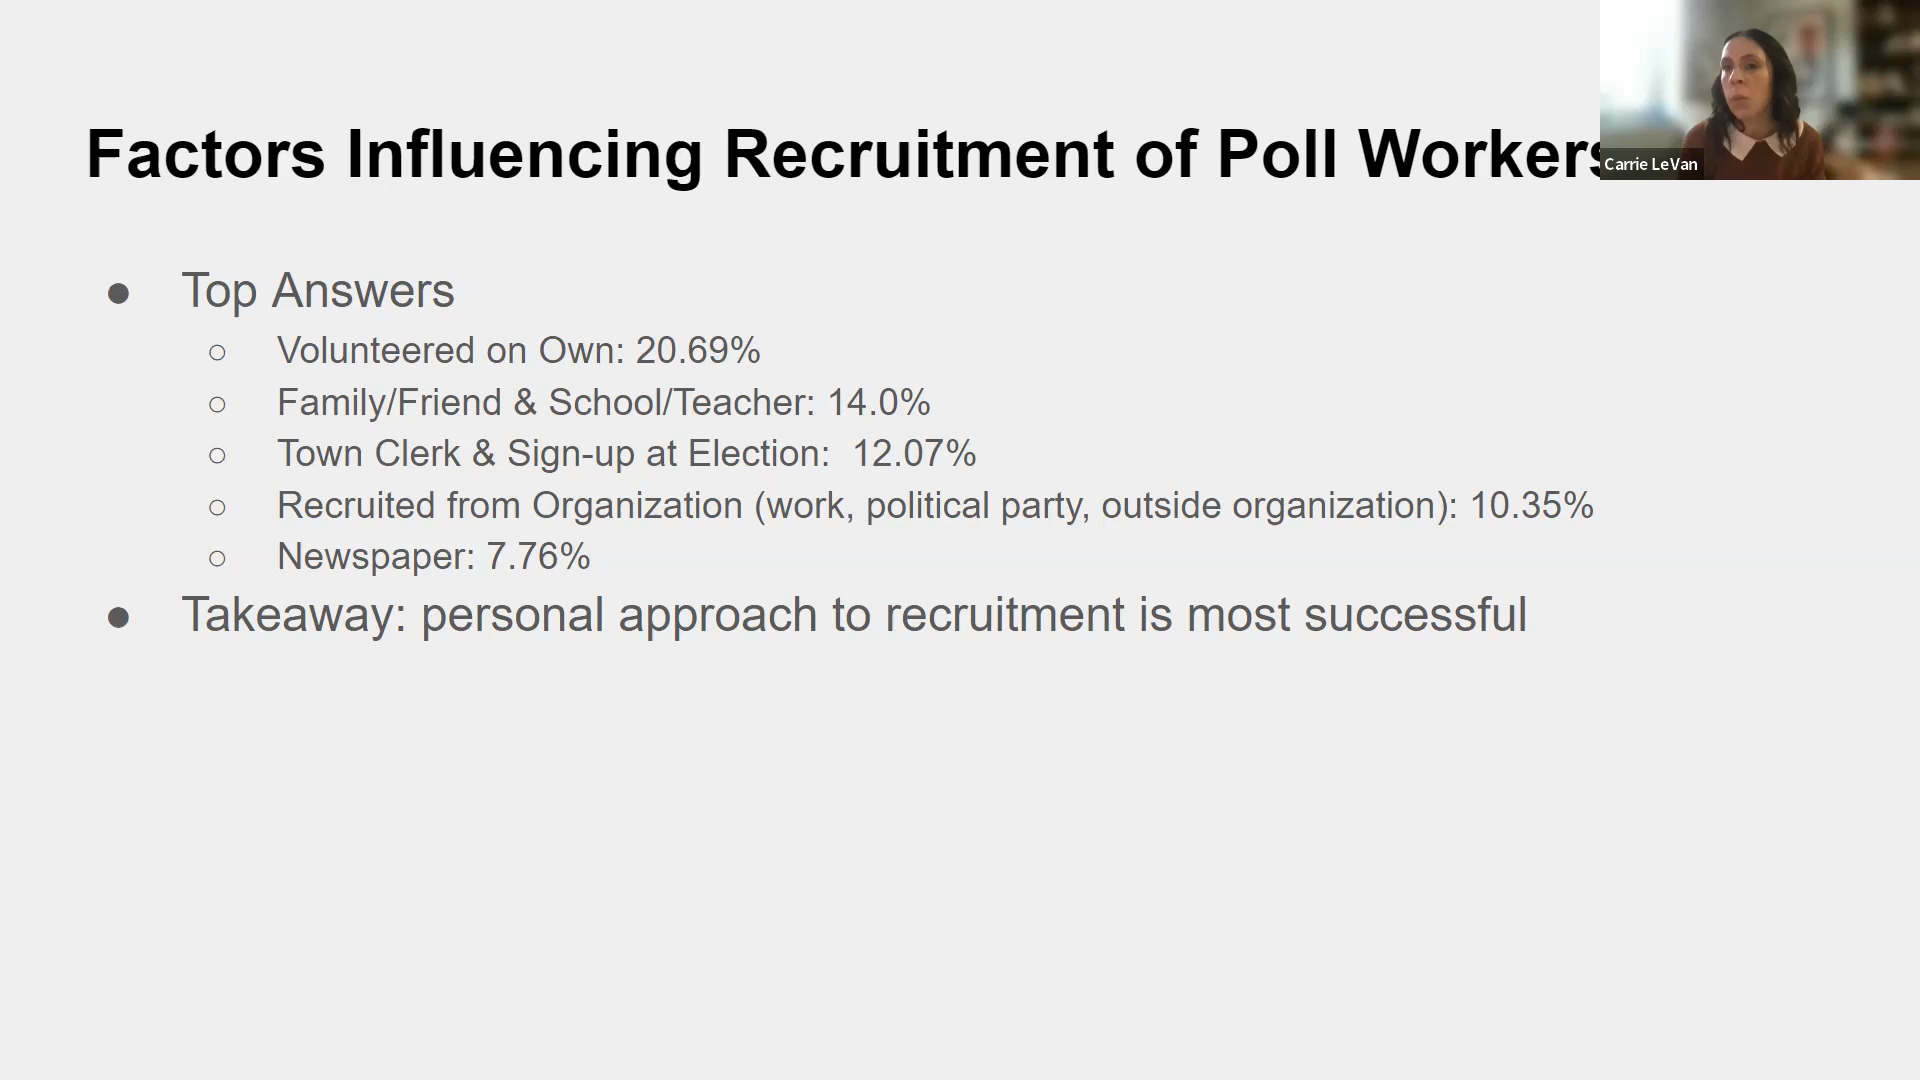 Factors Influencing Recruitment of Poll Workers
Carrie LeVan
● Top Answers
○ Volunteered on Own: 20.69%
○ Family/Friend & School/Teacher: 14.0%
○ Town Clerk & Sign-up at Election:  12.07%
○ Recruited from Organization (work, political party, outside organization): 10.35%
○ Newspaper: 7.76%
● Takeaway: personal approach to recruitment is most successful